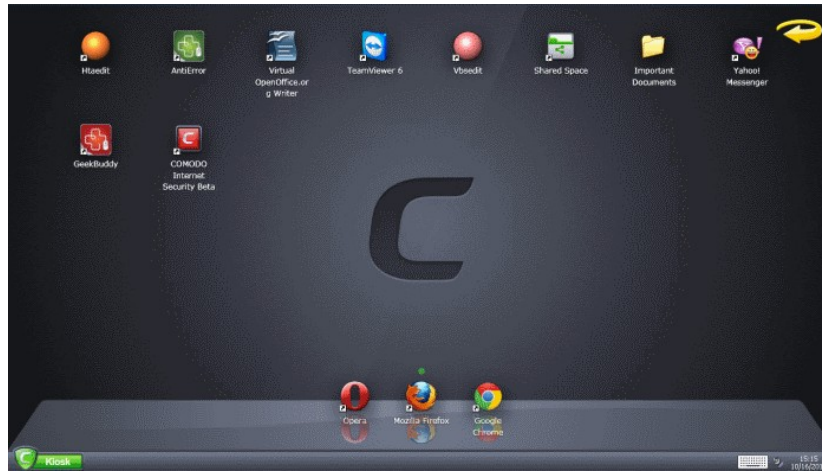 Htaedit
AntiError
Virtual
OpenOffice.or
g Writer
TeamViewer 6
Vbsedit
Shared Space
Important
Documents
Yahoo!
Messenger
GeekBuddy
COMODO
Internet
Security Beta
Opera
Mozilla Firefox
Google
Chrome
Kiosk
15:15